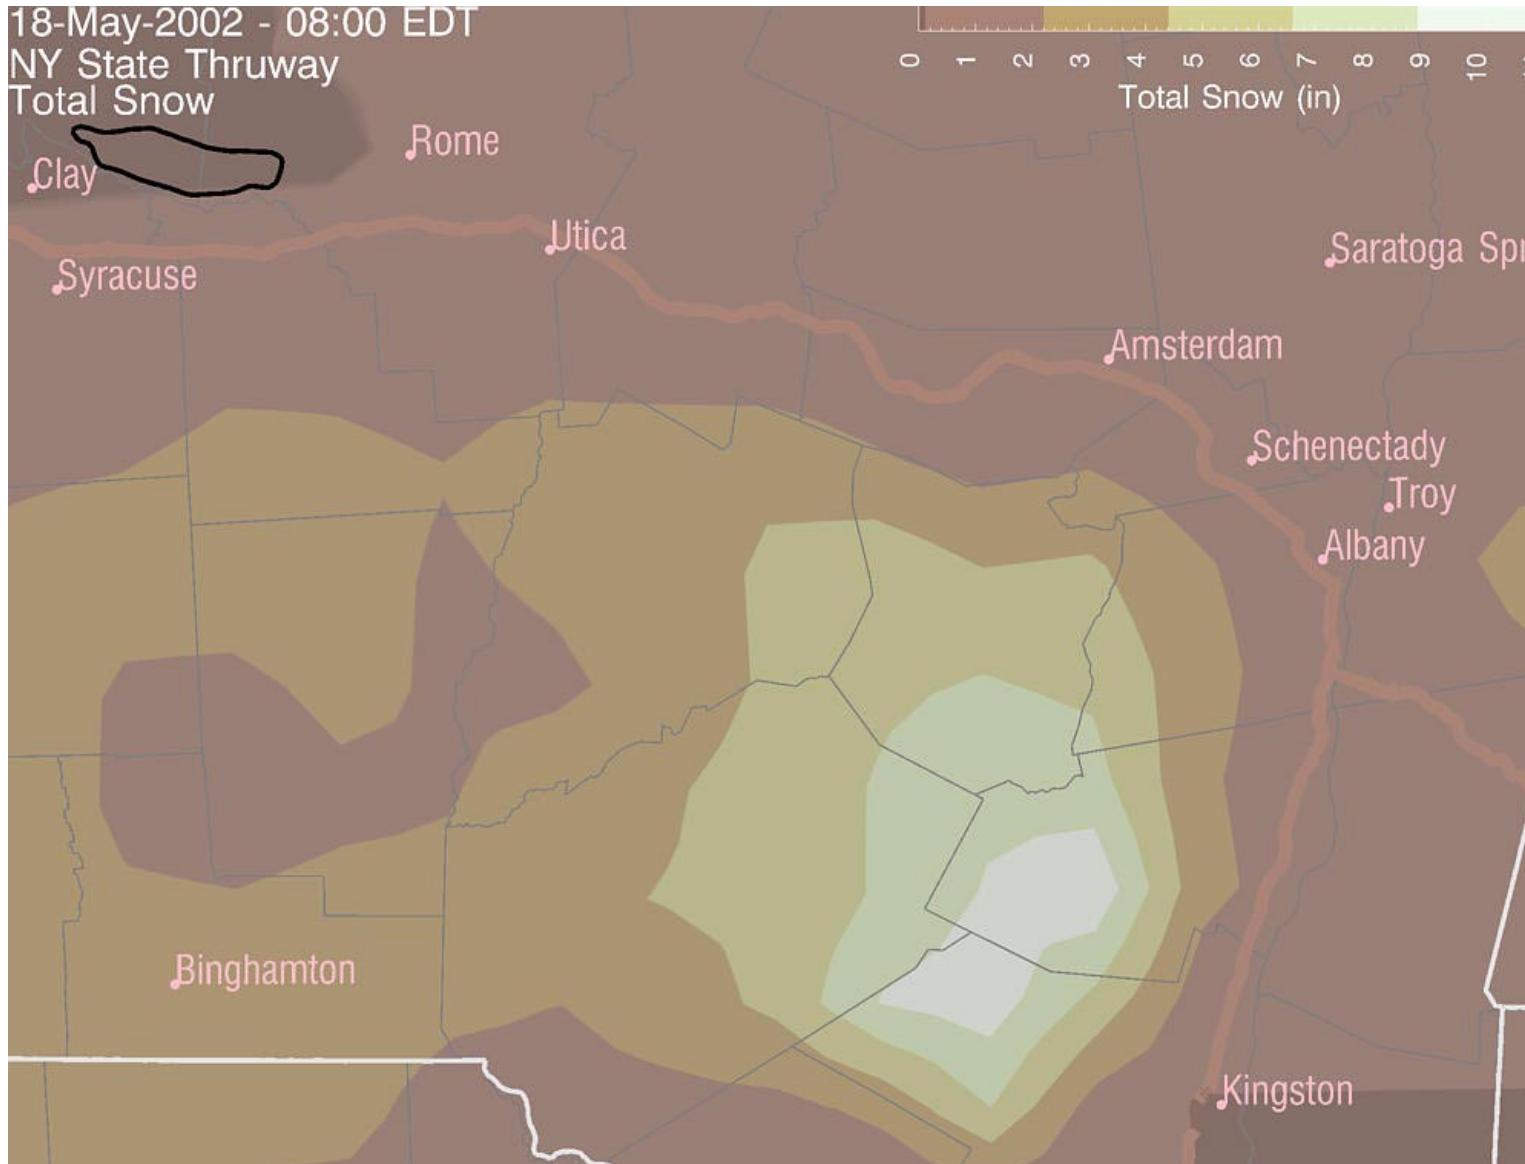 18-May-2002 - 08:00 EDT
NY State Thruway
Total Snow
0 1 2 3 4 5 6 7 8 9 10
Total Snow (in)
Rome
Clay
Utica
Saratoga Spr
Syracuse
Amsterdam
Schenectady
Troy
Albany
Binghamton
Kingston